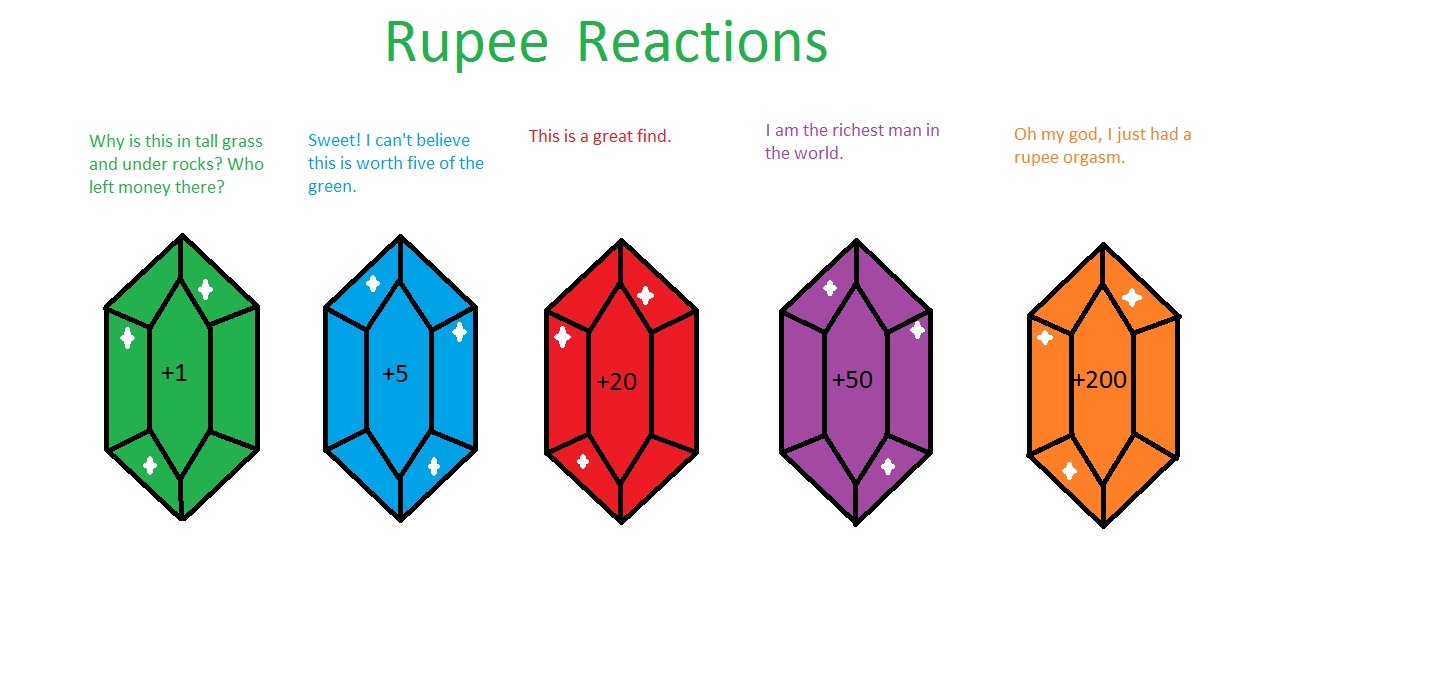 Rupee Reactions
Why is this in tall grass
and under rocks? Who
left money there?
Sweet! I can't believe
this is worth five of the
green.
This is a great find.
I am the richest man in
the world.
Oh my god, I just had a
rupee orgasm.
+1
+5
+20
+50
+200